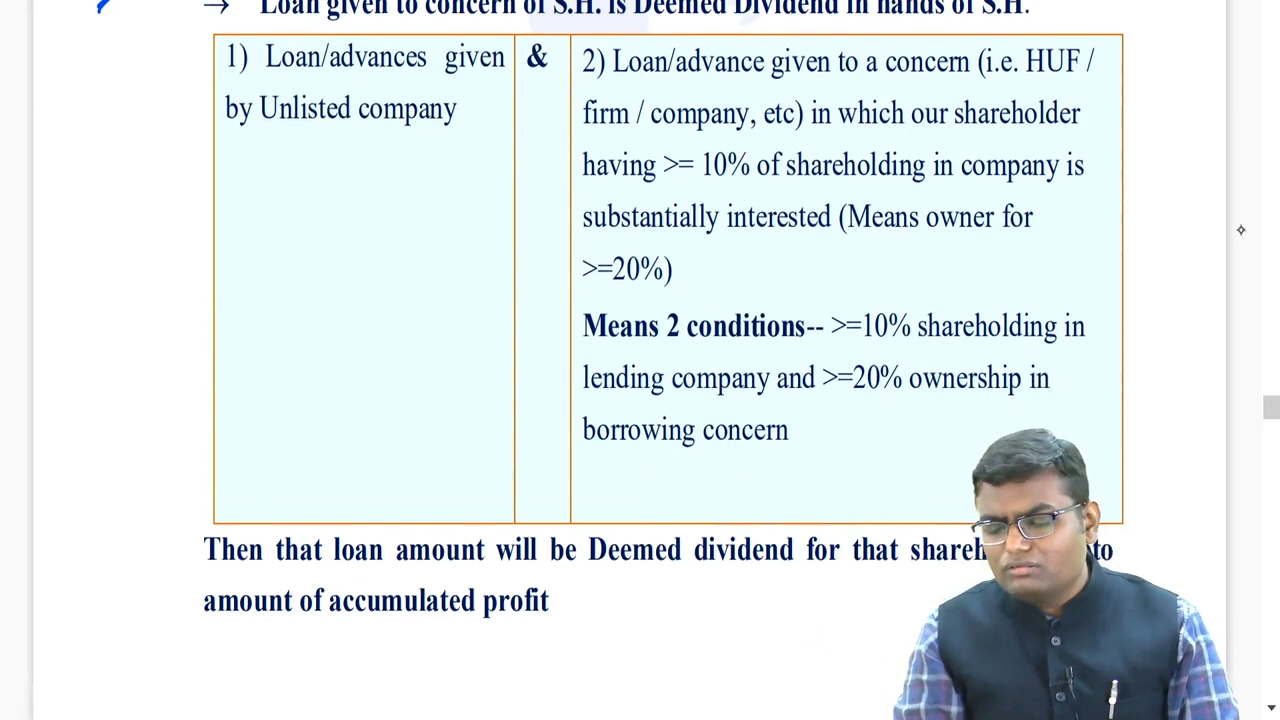 → Loan given to concern of S.H. is Deemed Dividend in hands of S.H.
1) Loan/advances given
by Unlisted company
&
2) Loan/advance given to a concern (i.e. HUF /
firm / company, etc) in which our shareholder
having >= 10% of shareholding in company is
substantially interested (Means owner for
>=20%)
Means 2 conditions-- >=10% shareholding in
lending company and >=20% ownership in
borrowing concern
Then that loan amount will be Deemed dividend for that to
amount of accumulated profit